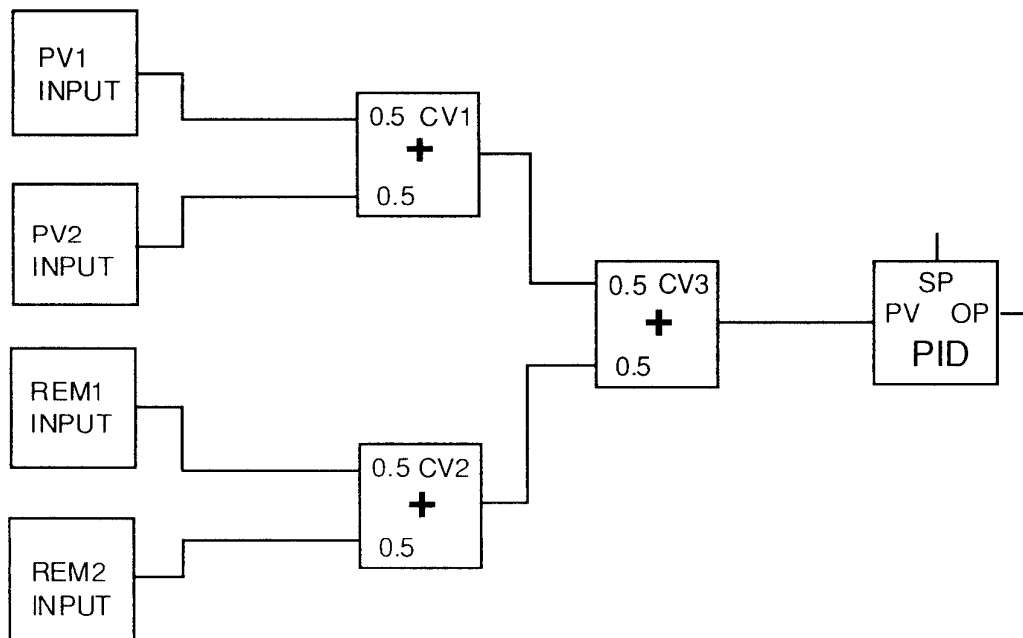 PV1
INPUT
0.5 CV1
+
0.5
PV2
INPUT
0.5 CV3
+
0.5
SP
PV OP
PID
REM1
INPUT
0.5 CV2
+
0.5
REM2
INPUT